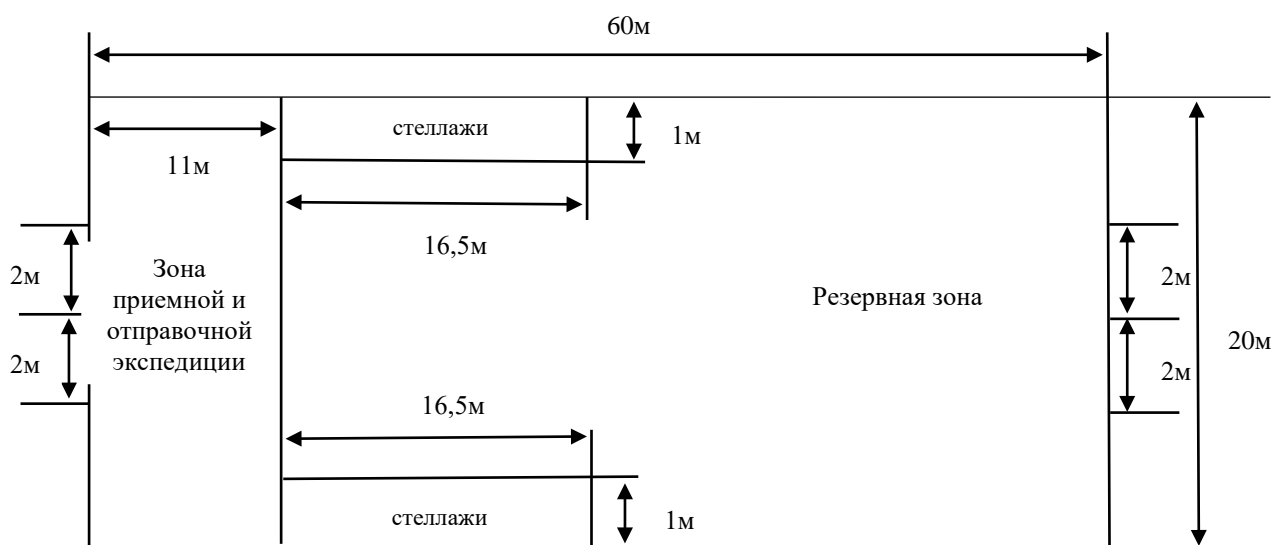 60м
стеллажи
1м
11м
16,5м
2м
Зона
приемной и
отправочной
экспедиции
2м
Резервная зона
2м
2м
20м
16,5м
стеллажи
1м